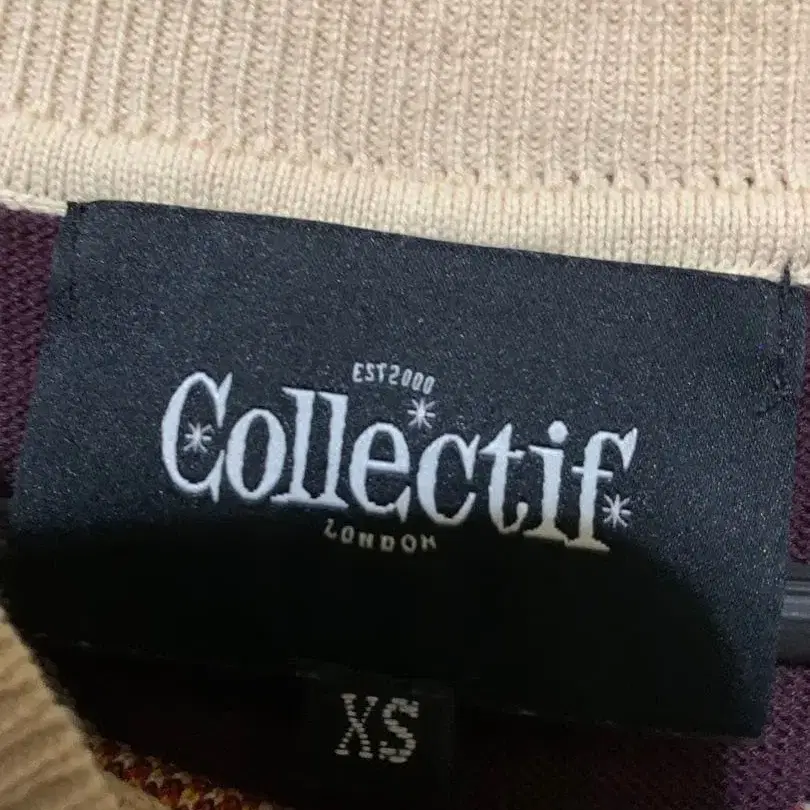 EST2000
Collectif
LONDON
XS